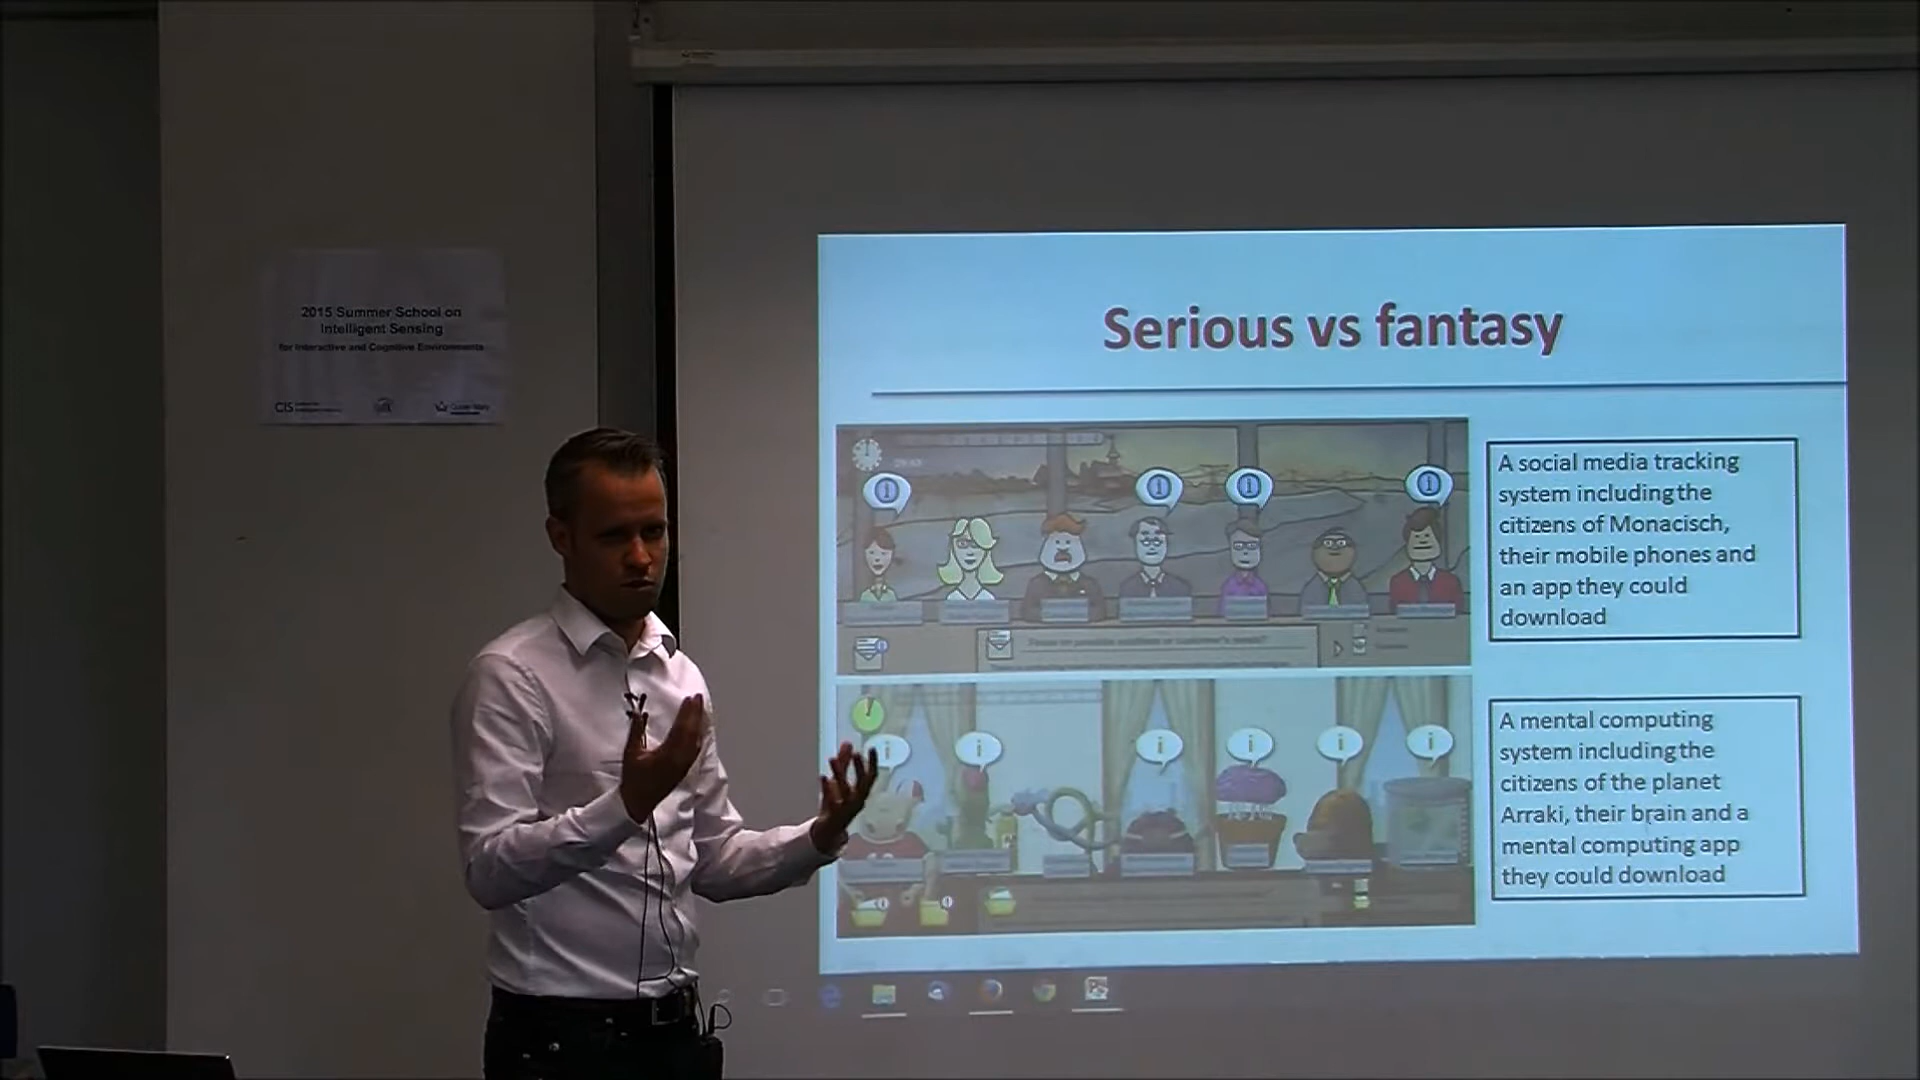 2015 Summer School on
Intelligent Sensing
for Interactive and Cognitive Environments
CIS
Serious vs fantasy
A social media tracking
system including the
citizens of Monacisch,
their mobile phones and
an app they could
download
A mental computing
system including the
citizens of the planet
Arraki, their brain and a
mental computing app
they could download